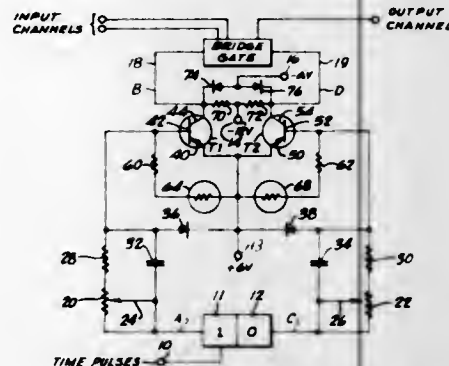 INPUT
CHANNELS
OUTPUT
CHANNEL
BRIDGE
GATE
18
19
16
-6V
74
76
B
D
70
72
44
54
42
52
40
T1
T2
50
60
62
64
68
36
38
113
+6V
28
32
34
30
20
24
26
22
11
12
A
1
0
C
TIME PULSES
10